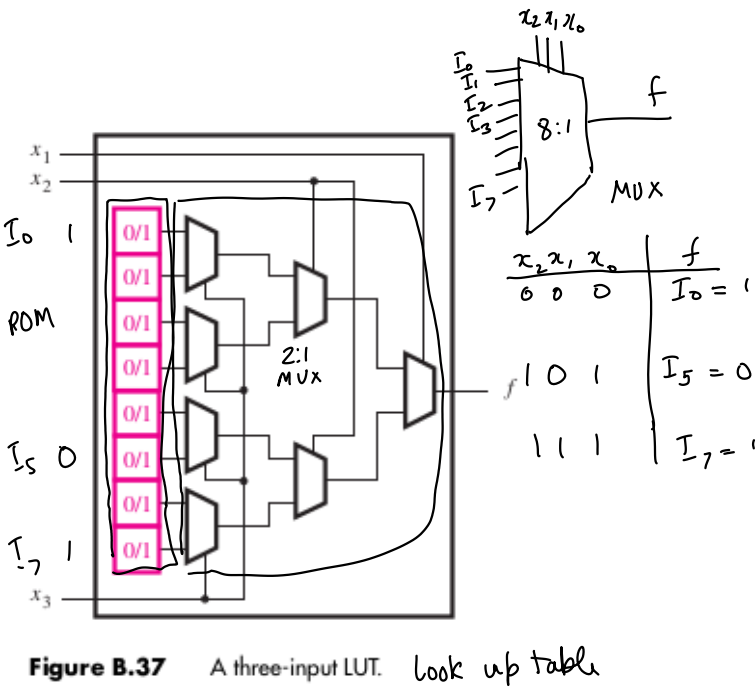 x₂ x₁ x₀
I₀
I₁
I₂
I₃
8:1
f
I₇
MUX
x₁
x₂
I₀ 1
0/1
0/1
ROM
0/1
0/1
0/1
I₅ 0
0/1
0/1
I₇ 1
0/1
x₃
2:1
MUX
f
x₂ x₁ x₀ f
0 0 0 I₀ = 1
1 0 1 I₅ = 0
1 1 1 I₇ = 1
Figure B.37 A three-input LUT. Look up table